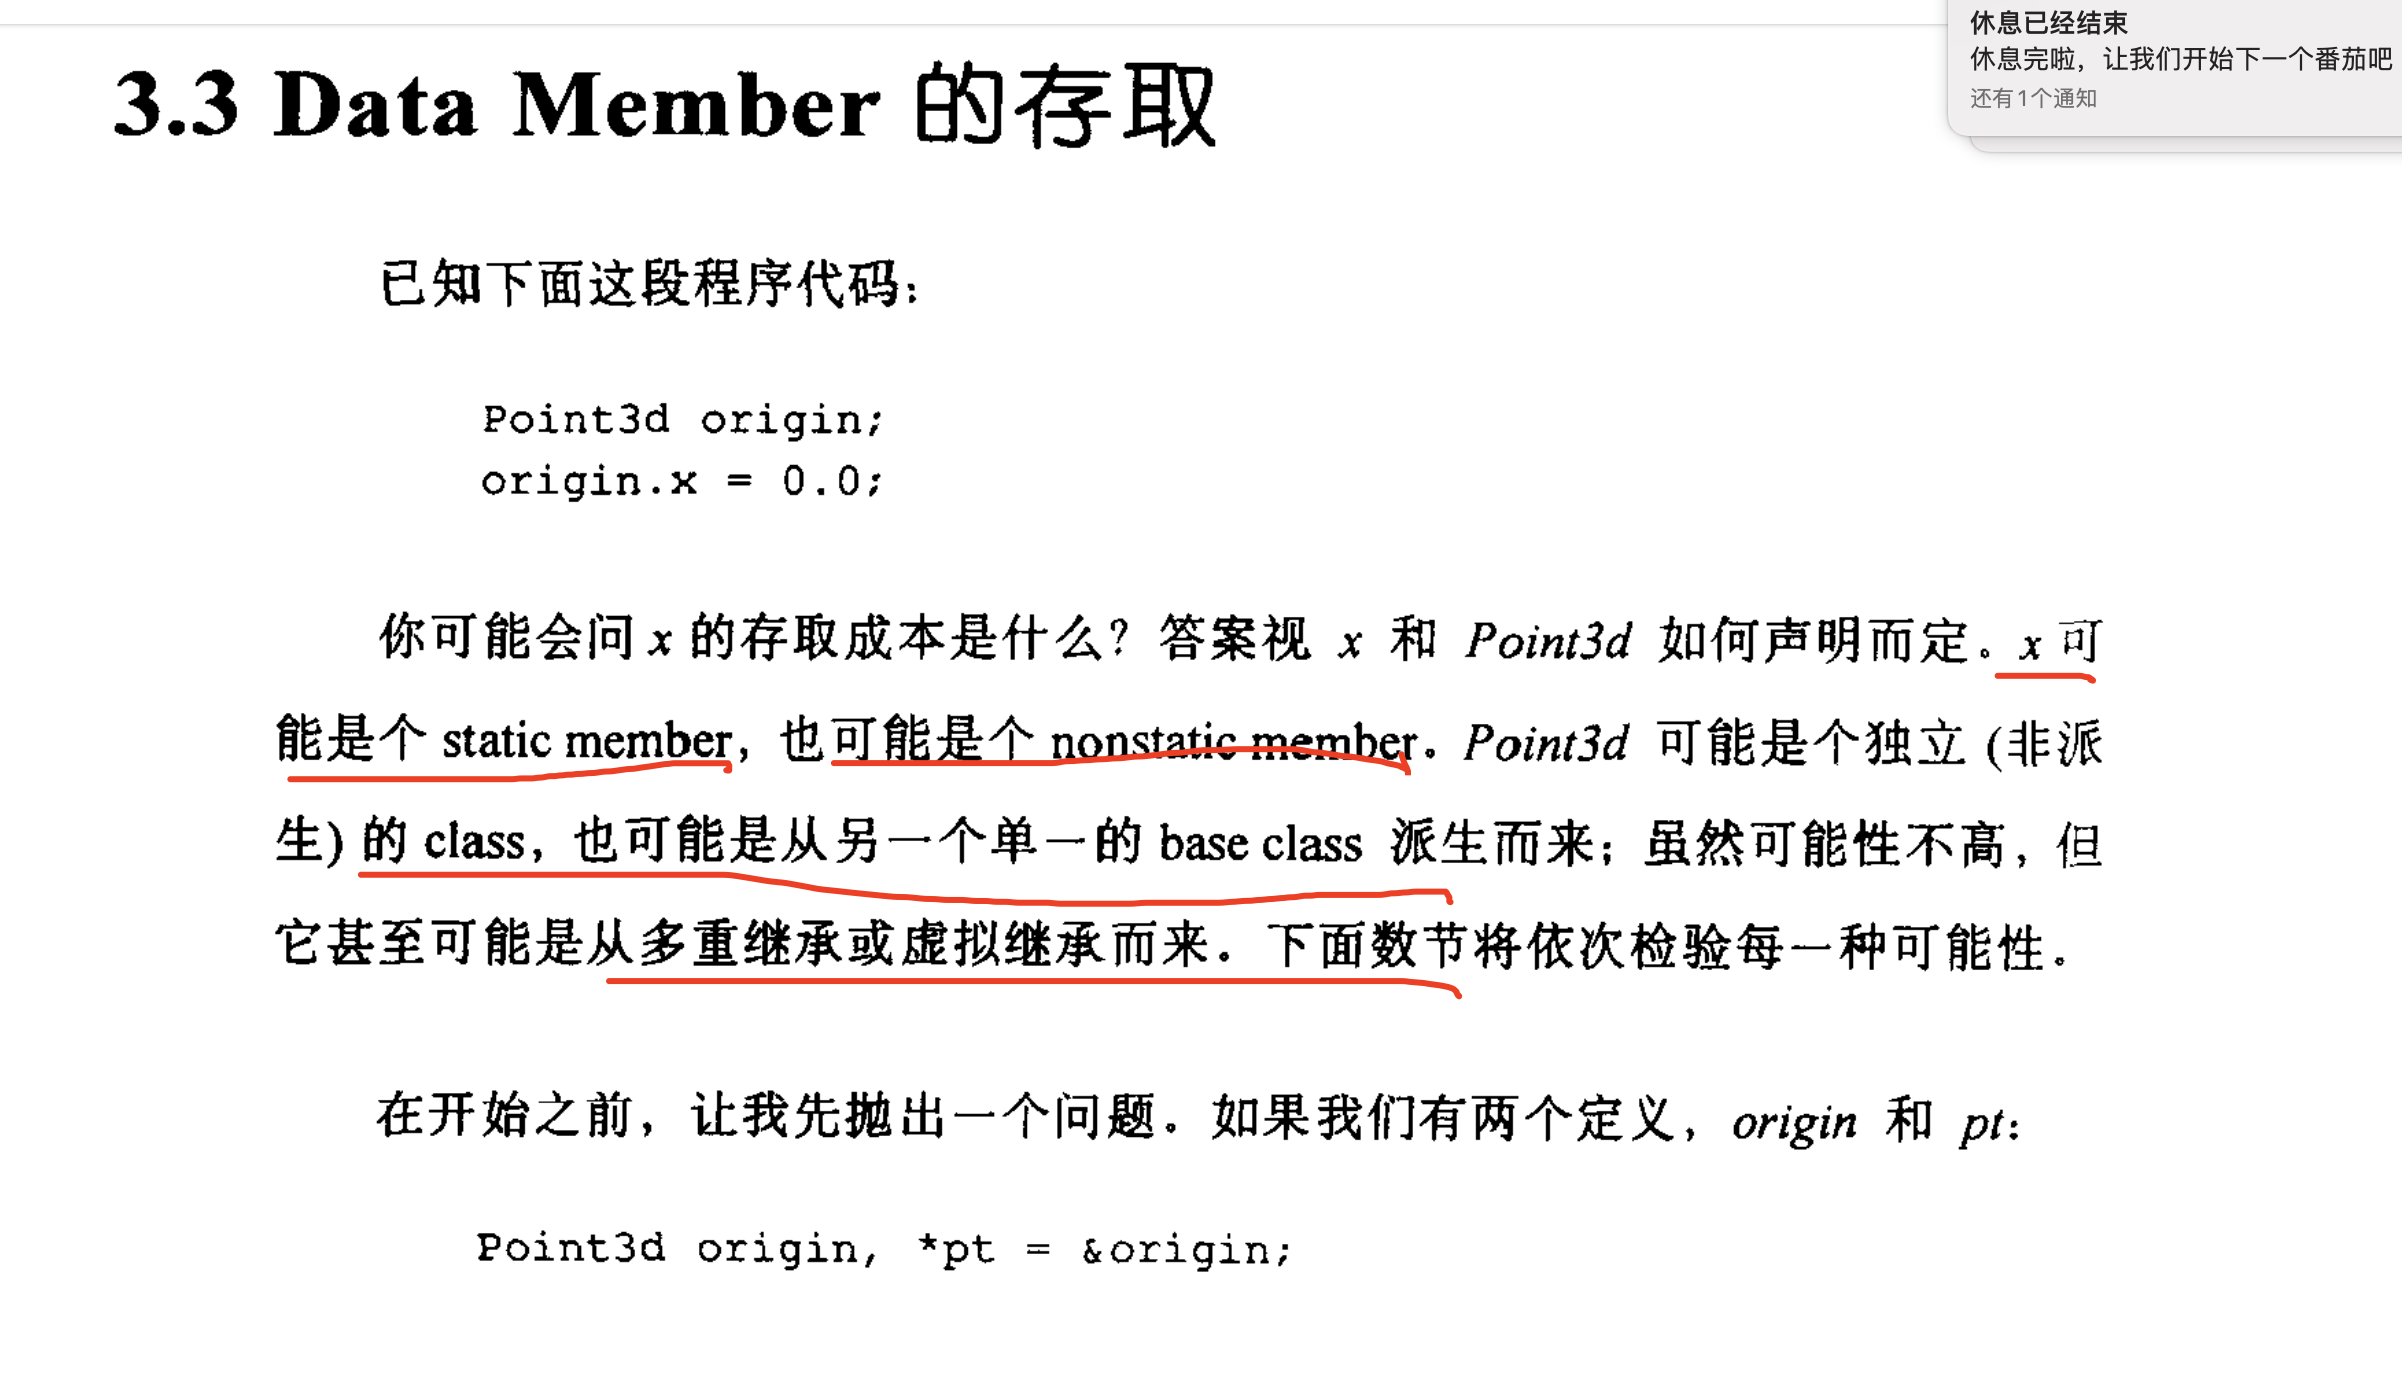 休息已经结束
休息完啦，让我们开始下一个番茄吧
还有1个通知
3.3 Data Member 的存取
已知下面这段程序代码：
Point3d origin;
origin.x = 0.0;
你可能会问 x 的存取成本是什么？答案视 x 和 Point3d 如何声明而定。x 可
能是个 static member，也可能是个 nonstatic member。Point3d 可能是个独立 (非派
生) 的 class，也可能是从另一个单一的 base class 派生而来；虽然可能性不高，但
它甚至可能是从多重继承或虚拟继承而来。下面数节将依次检验每一种可能性。
在开始之前，让我先抛出一个问题。如果我们有两个定义，origin 和 pt：
Point3d origin, *pt = &origin;